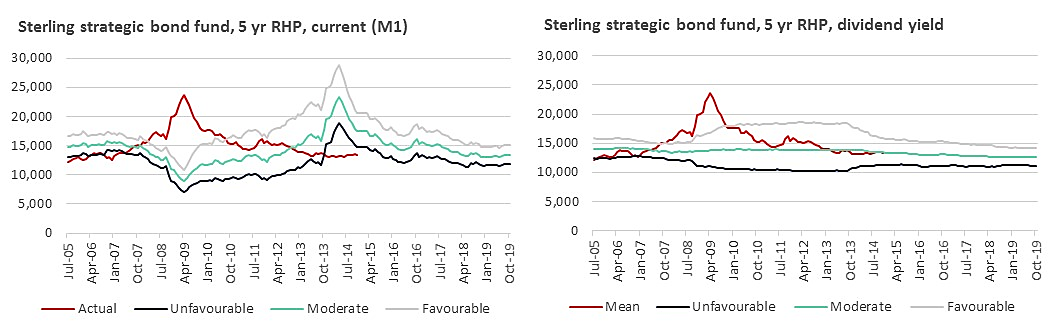 Sterling strategic bond fund, 5 yr RHP, current (M1)
30,000
25,000
20,000
15,000
10,000
5,000
0
Jul-05
Apr-06
Jan-07
Oct-07
Jul-08
Apr-09
Jan-10
Oct-10
Jul-11
Apr-12
Jan-13
Oct-13
Jul-14
Apr-15
Jan-16
Oct-16
Jul-17
Apr-18
Jan-19
Oct-19
Actual Unfavourable Moderate Favourable
Sterling strategic bond fund, 5 yr RHP, dividend yield
30,000
25,000
20,000
15,000
10,000
5,000
0
Jul-05
Apr-06
Jan-07
Oct-07
Jul-08
Apr-09
Jan-10
Oct-10
Jul-11
Apr-12
Jan-13
Oct-13
Jul-14
Apr-15
Jan-16
Oct-16
Jul-17
Apr-18
Jan-19
Oct-19
Mean Unfavourable Moderate Favourable